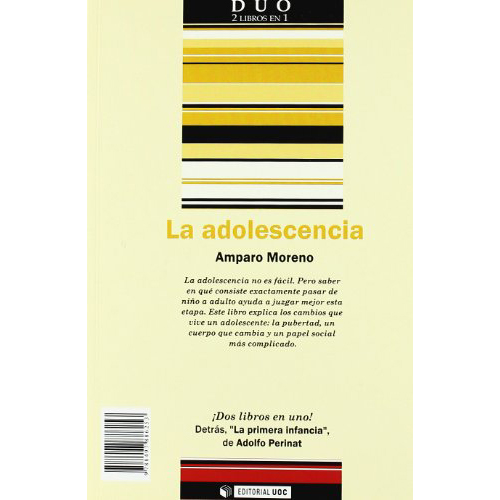 DUO
2 LIBROS EN 1
La adolescencia
Amparo Moreno
La adolescencia no es fácil. Pero saber
en qué consiste exactamente pasar de
niño a adulto ayuda a juzgar mejor esta
etapa. Este libro explica los cambios que
vive un adolescente: la pubertad, un
cuerpo que cambia y un papel social
más complicado.
¡Dos libros en uno!
Detrás, "La primera infancia",
de Adolfo Perinat
EDITORIAL UOC